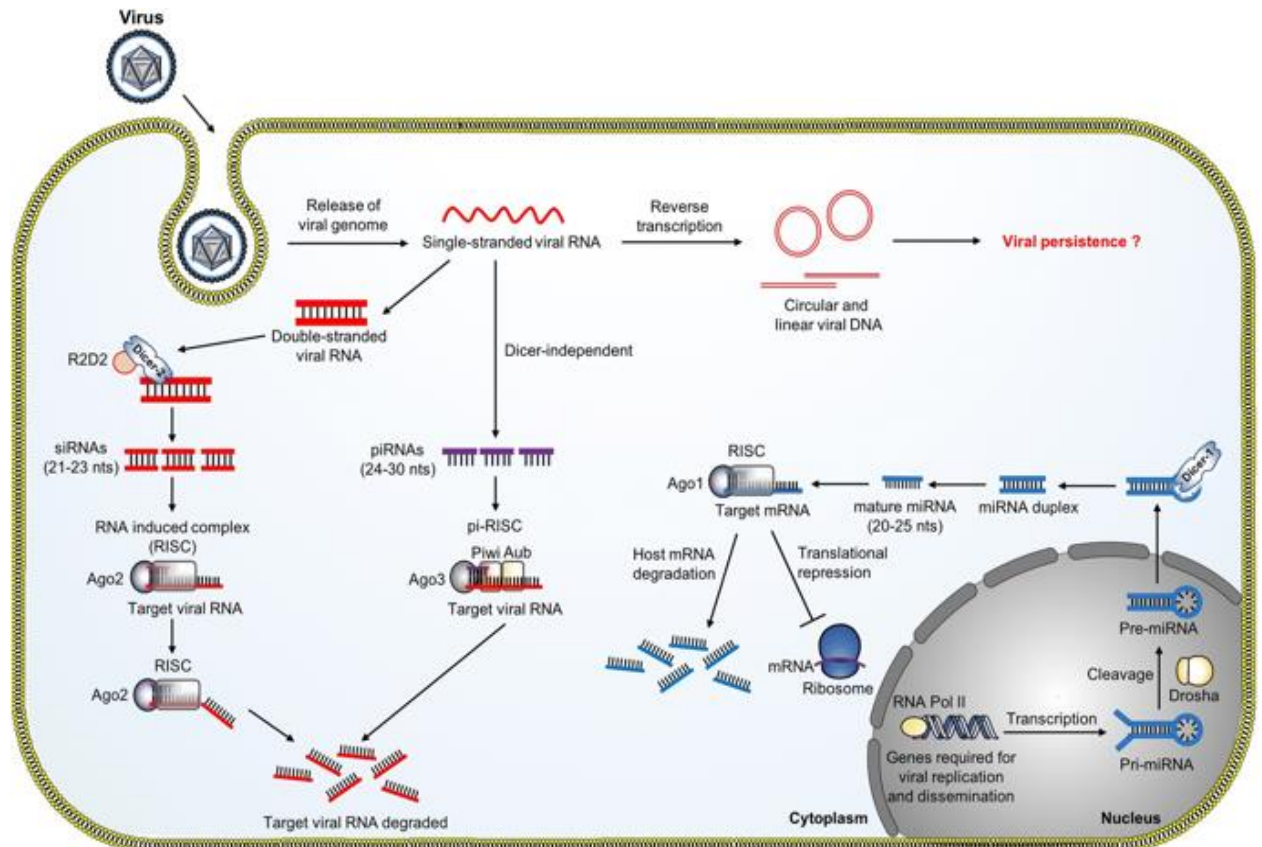 Virus
Release of
viral genome
Single-stranded viral RNA
Reverse
transcription
Circular and
linear viral DNA
Viral persistence ?
Double-stranded
viral RNA
R2D2
Dicer-2
Dicer-independent
siRNAs
(21-23 nts)
piRNAs
(24-30 nts)
RNA induced complex
(RISC)
Ago2
Target viral RNA
RISC
Ago2
pi-RISC
Piwi Aub
Ago3
Target viral RNA
Target viral RNA degraded
RISC
Ago1
Target mRNA
mature miRNA
(20-25 nts)
miRNA duplex
Dicer-1
Host mRNA
degradation
Translational
repression
mRNA
Ribosome
Pre-miRNA
Cleavage
Drosha
RNA Pol II
Transcription
Pri-miRNA
Genes required for
viral replication
and dissemination
Cytoplasm
Nucleus